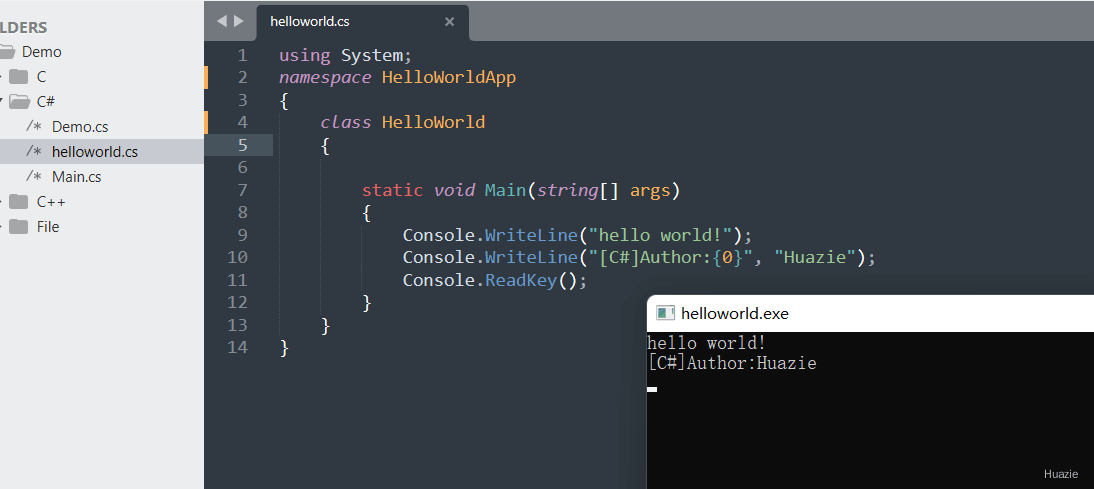 LDERS
Demo
C
C#
/* Demo.cs
/* helloworld.cs
/* Main.cs
C++
File
helloworld.cs
1 using System;
2 namespace HelloWorldApp
3 {
4 class HelloWorld
5 {
6
7 static void Main(string[] args)
8 {
9 Console.WriteLine("hello world!");
10 Console.WriteLine("[C#]Author:{0}", "Huazie");
11 Console.ReadKey();
12 }
13 }
14 }
helloworld.exe
hello world!
[C#]Author:Huazie
Huazie